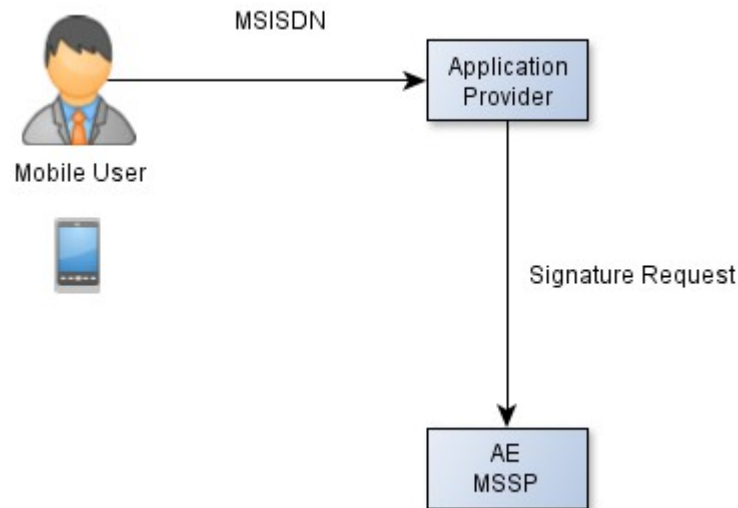 MSISDN
Application
Provider
Mobile User
Signature Request
AE
MSSP